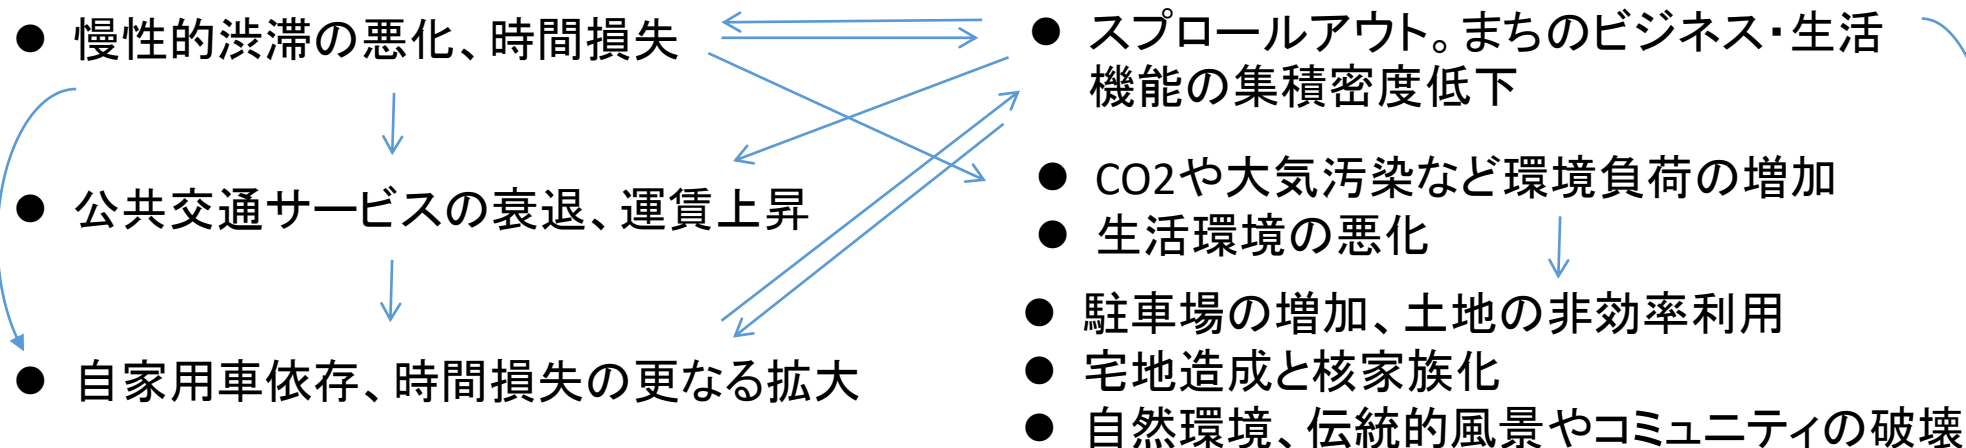 ● 慢性的渋滞の悪化、時間損失
● 公共交通サービスの衰退、運賃上昇
● 自家用車依存、時間損失の更なる拡大
● スプロールアウト。まちのビジネス・生活
機能の集積密度低下
● CO2や大気汚染など環境負荷の増加
● 生活環境の悪化
● 駐車場の増加、土地の非効率利用
● 宅地造成と核家族化
● 自然環境、伝統的風景やコミュニティの破壊